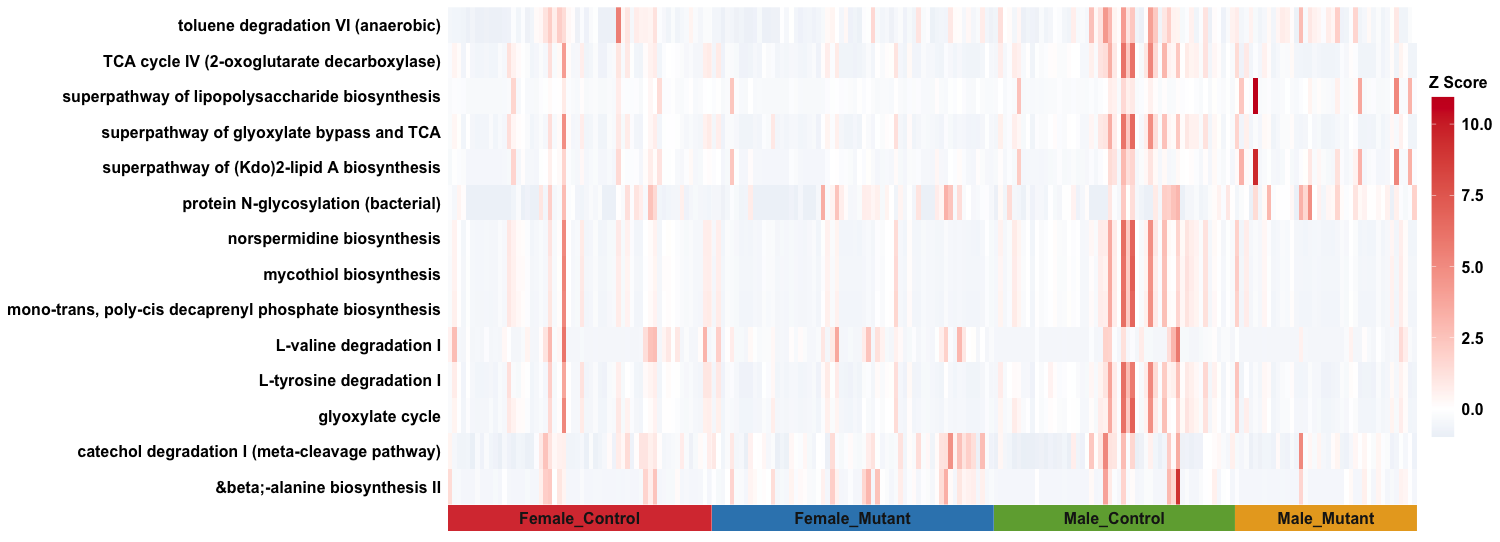 toluene degradation VI (anaerobic)
TCA cycle IV (2-oxoglutarate decarboxylase)
superpathway of lipopolysaccharide biosynthesis
superpathway of glyoxylate bypass and TCA
superpathway of (Kdo)2-lipid A biosynthesis
protein N-glycosylation (bacterial)
norspermidine biosynthesis
mycothiol biosynthesis
mono-trans, poly-cis decaprenyl phosphate biosynthesis
L-valine degradation I
L-tyrosine degradation I
glyoxylate cycle
catechol degradation I (meta-cleavage pathway)
&beta;-alanine biosynthesis II
Female_Control Female_Mutant Male_Control Male_Mutant
Z Score
10.0
7.5
5.0
2.5
0.0